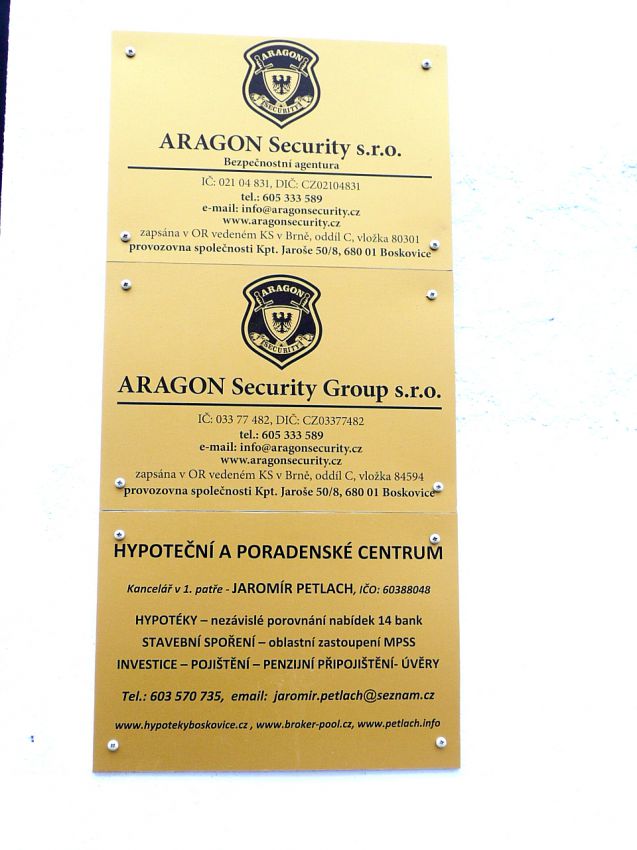 ARAGON
SECURITY
ARAGON Security s.r.o.
Bezpečnostní agentura
IČ: 021 04 831, DIČ: CZ02104831
tel.: 605 333 589
e-mail: info@aragonsecurity.cz
www.aragonsecurity.cz
zapsána v OR vedeném KS v Brně, oddíl C, vložka 80301
provozovna společnosti Kpt. Jaroše 50/8, 680 01 Boskovice
ARAGON
SECURITY
ARAGON Security Group s.r.o.
IČ: 033 77 482, DIČ: CZ03377482
tel.: 605 333 589
e-mail: info@aragonsecurity.cz
www.aragonsecurity.cz
zapsána v OR vedeném KS v Brně, oddíl C, vložka 84594
provozovna společnosti Kpt. Jaroše 50/8, 680 01 Boskovice
HYPOTEČNÍ A PORADENSKÉ CENTRUM
Kancelář v 1. patře - JAROMÍR PETLACH, IČO: 60388048
HYPOTÉKY – nezávislé porovnání nabídek 14 bank
STAVEBNÍ SPOŘENÍ – oblastní zastoupení MPSS
INVESTICE – POJIŠTĚNÍ – PENZIJNÍ PŘIPOJIŠTĚNÍ- ÚVĚRY
Tel.: 603 570 735, email: jaromir.petlach@seznam.cz
www.hypotekyboskovice.cz , www.broker-pool.cz, www.petlach.info